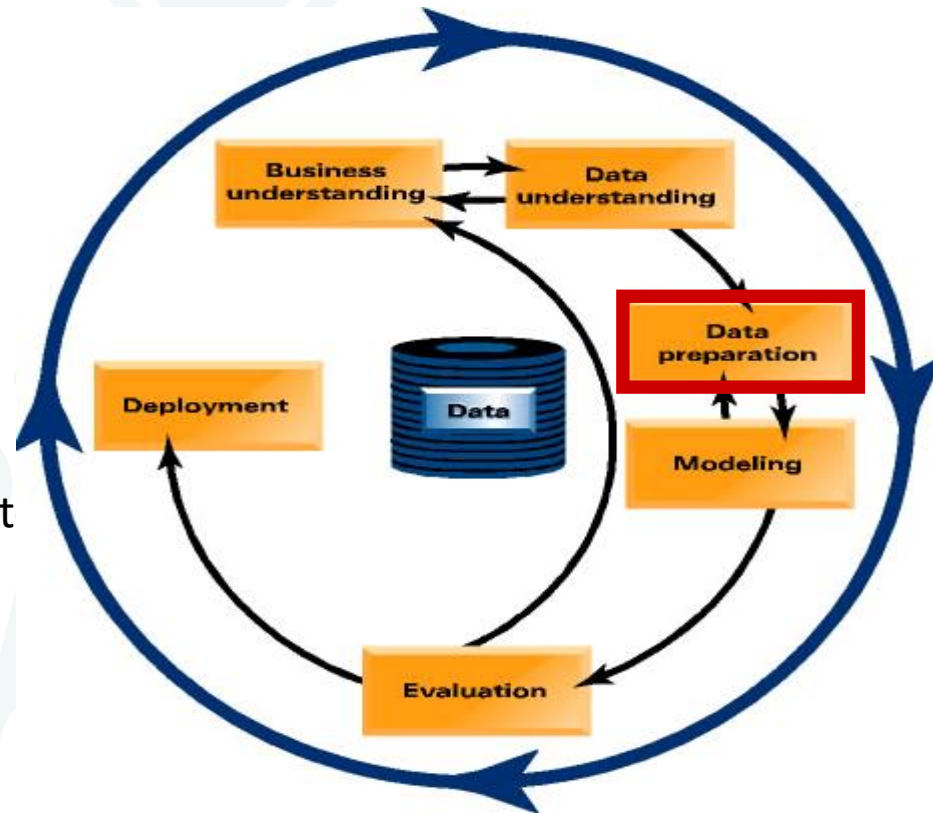 Business
understanding
Data
understanding
Data
preparation
Deployment
Data
Modeling
t
Evaluation